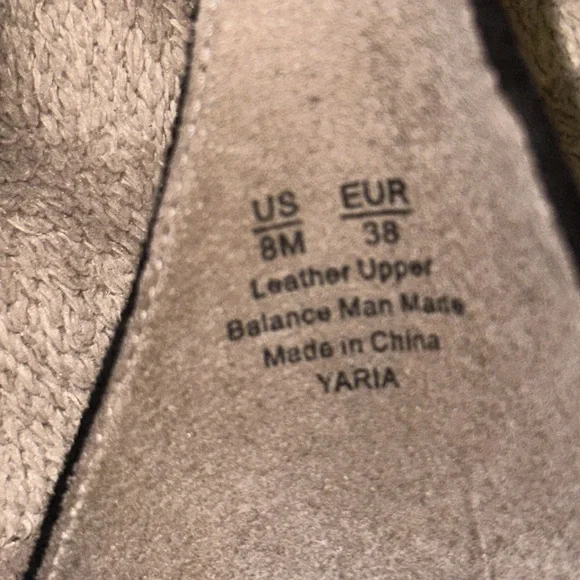 US EUR
8M 38
Leather Upper
Balance Man Made
Made in China
YARIA